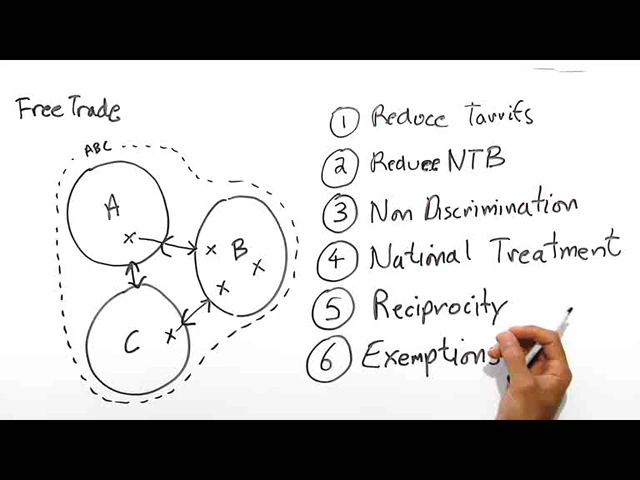 Free Trade
ABC
A
x
x B
x
x
C x
1 Reduce Tarrifs
2 Reduce NTB
3 Non Discrimination
4 National Treatment
5 Reciprocity
6 Exemptions